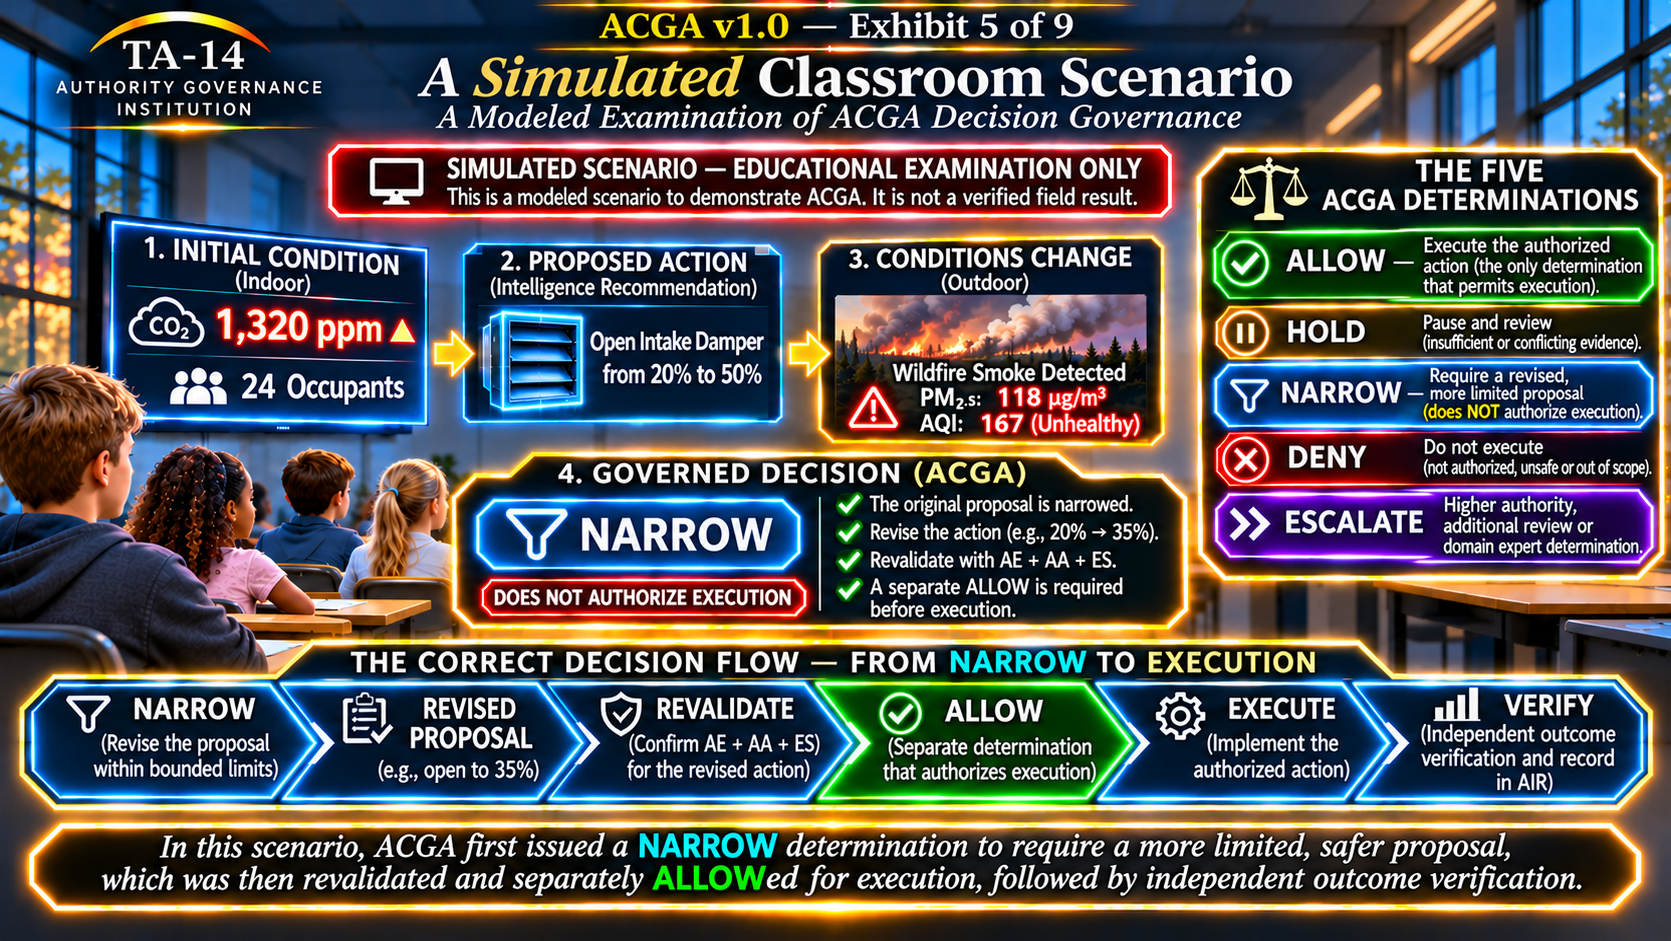 TA-14
AUTHORITY GOVERNANCE
INSTITUTION
ACGA v1.0 — Exhibit 5 of 9
A Simulated Classroom Scenario
A Modeled Examination of ACGA Decision Governance
SIMULATED SCENARIO — EDUCATIONAL EXAMINATION ONLY
This is a modeled scenario to demonstrate ACGA. It is not a verified field result.
1. INITIAL CONDITION
(Indoor)
CO₂
1,320 ppm
24 Occupants
2. PROPOSED ACTION
(Intelligence Recommendation)
Open Intake Damper
from 20% to 50%
3. CONDITIONS CHANGE
(Outdoor)
Wildfire Smoke Detected
PM₂.₅: 118 µg/m³
AQI: 167 (Unhealthy)
THE FIVE
ACGA DETERMINATIONS
ALLOW — Execute the authorized
action (the only determination
that permits execution).
HOLD
Pause and review
(insufficient or conflicting evidence).
NARROW — Require a revised,
more limited proposal
(does NOT authorize execution).
DENY
Do not execute
(not authorized, unsafe or out of scope).
ESCALATE
Higher authority,
additional review or
domain expert determination.
4. GOVERNED DECISION (ACGA)
NARROW
DOES NOT AUTHORIZE EXECUTION
The original proposal is narrowed.
Revise the action (e.g., 20% → 35%).
Revalidate with AE + AA + ES.
A separate ALLOW is required
before execution.
THE CORRECT DECISION FLOW — FROM NARROW TO EXECUTION
NARROW
(Revise the proposal
within bounded limits)
REVISED
PROPOSAL
(e.g., open to 35%)
REVALIDATE
(Confirm AE + AA + ES)
for the revised action)
ALLOW
(Separate determination
that authorizes execution)
EXECUTE
(Implement the
authorized action)
VERIFY
(Independent outcome
verification and record
in AIR)
In this scenario, ACGA first issued a NARROW determination to require a more limited, safer proposal,
which was then revalidated and separately ALLOWed for execution, followed by independent outcome verification.